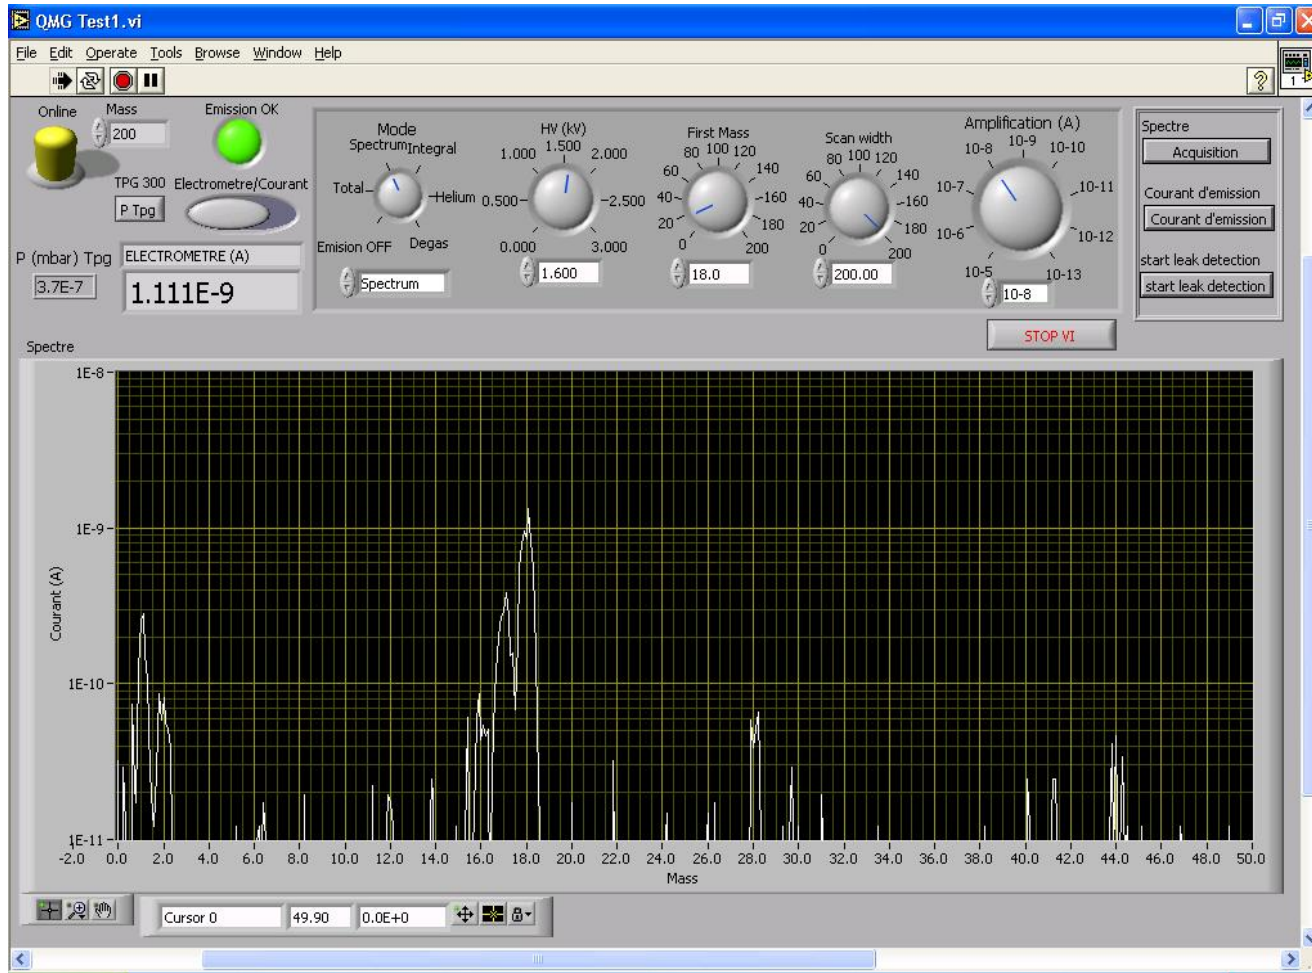 QMG Test1.vi
File Edit Operate Tools Browse Window Help
1
Online
Mass
200
Emission OK
TPG 300
P Tpg
Electrometre/Courant
P (mbar) Tpg
3.7E-7
ELECTROMETRE (A)
1.111E-9
Mode
Spectrum Integral
Total Helium
Emision OFF Degas
Spectrum
HV (kV)
1.000 1.500 2.000
0.500 2.500
0.000 3.000
1.600
First Mass
80 100 120
60 140
40 160
20 180
0 200
18.0
Scan width
80 100 120
60 140
40 160
20 180
0 200
200.00
Amplification (A)
10-8 10-9 10-10
10-7 10-11
10-6 10-12
10-5 10-13
10-8
Spectre
Acquisition
Courant d'emission
Courant d'emission
start leak detection
start leak detection
STOP VI
Spectre
1E-8
1E-9
Courant (A)
1E-10
1E-11
-2.0 0.0 2.0 4.0 6.0 8.0 10.0 12.0 14.0 16.0 18.0 20.0 22.0 24.0 26.0 28.0 30.0 32.0 34.0 36.0 38.0 40.0 42.0 44.0 46.0 48.0 50.0
Mass
Cursor 0 49.90 0.0E+0